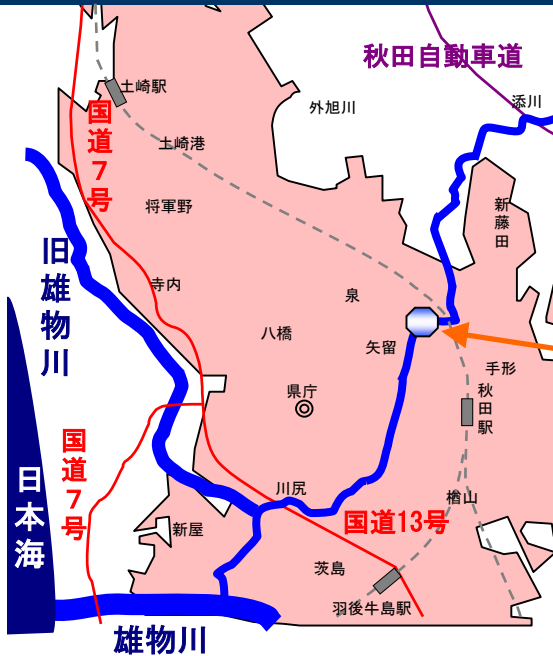 秋田自動車道
土崎駅
外旭川
添川
国道７号
土崎港
将軍野
新藤田
旧雄物川
寺内
泉
八橋
矢留
手形
県庁
秋田駅
国道７号
日本海
川尻
楢山
国道13号
新屋
茨島
羽後牛島駅
雄物川